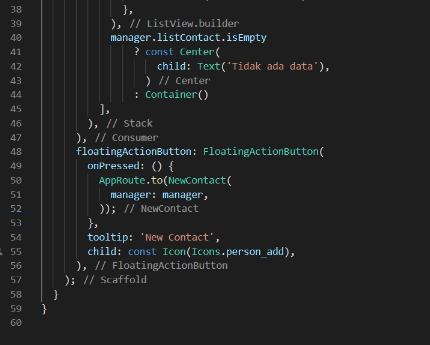 38 },
39 ), // ListView.builder
40 manager.listContact.isEmpty
41 ? const Center(
42 child: Text('Tidak ada data'),
43 ) // Center
44 : Container()
45 ],
46 ), // Stack
47 ), // Consumer
48 floatingActionButton: FloatingActionButton(
49 onPressed: () {
50 AppRoute.to(NewContact(
51 manager: manager,
52 )); // NewContact
53 },
54 tooltip: 'New Contact',
55 child: const Icon(Icons.person_add),
56 ), // FloatingActionButton
57 ); // Scaffold
58 }
59 }
60